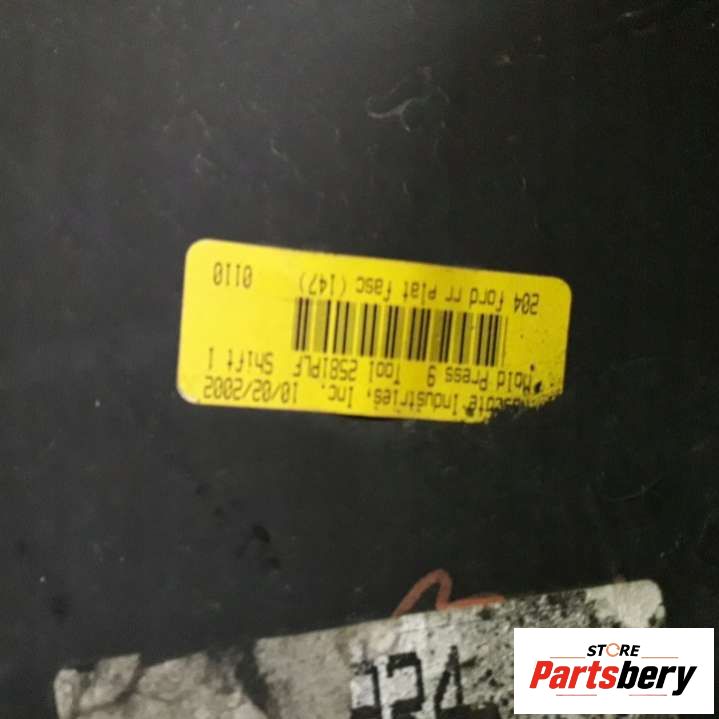 Industries, Inc. 10/02/2002
Mold Press 9 Tool 2581PLF Shift 1
204 ford rr plat fasc (147) 0110
STORE
Partsbery